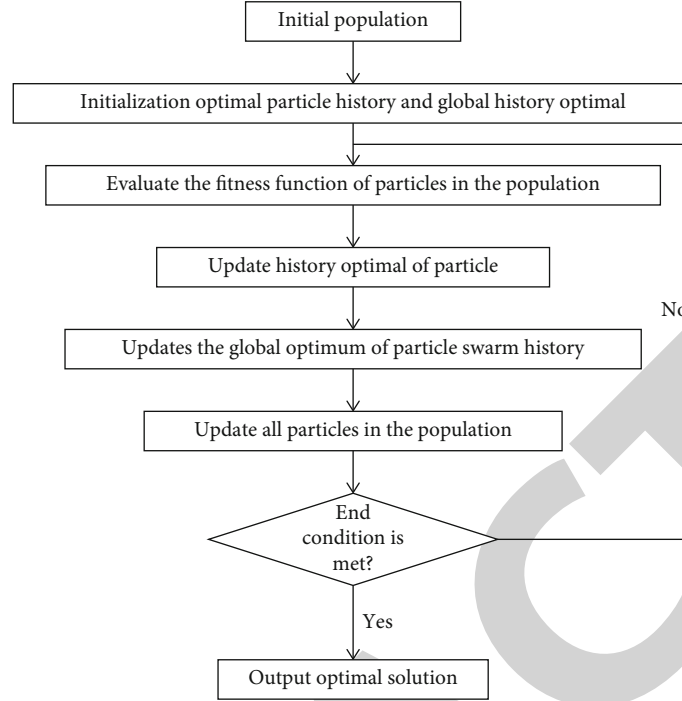 Initial population
Initialization optimal particle history and global history optimal
Evaluate the fitness function of particles in the population
Update history optimal of particle
No
Updates the global optimum of particle swarm history
Update all particles in the population
End
condition is
met?
Yes
Output optimal solution